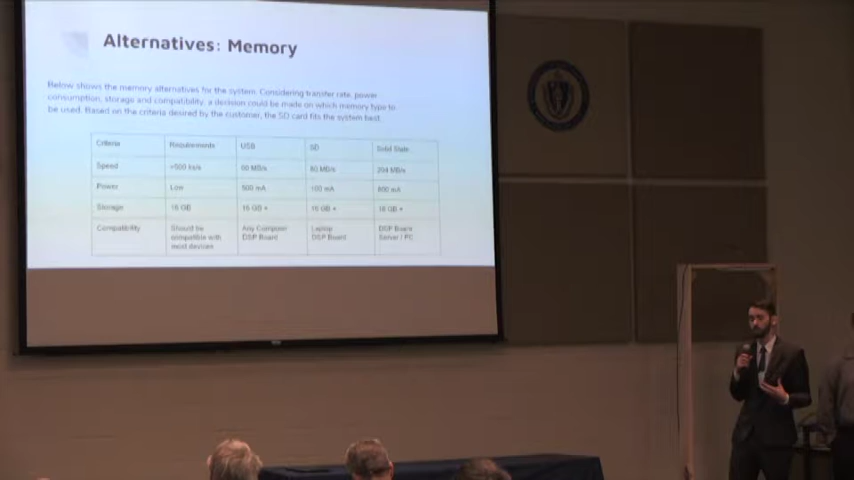 Alternatives: Memory
Below shows the memory alternatives for the system. Considering transfer rate, power
consumption, storage and compatibility, a decision could be made on which memory type to
be used. Based on the criteria desired by the customer, the SD card fits the system best.
Criteria Requirements USB SD Solid State
Speed 60 MB/s 80 MB/s
Power Low 500 mA 100 mA 800 mA
Storage 16 GB 16 GB + 16 GB + 16 GB +
Compatibility Should be Any Computer Laptop DSP Board
compatible with DSP Board DSP Board Server / PC
most devices